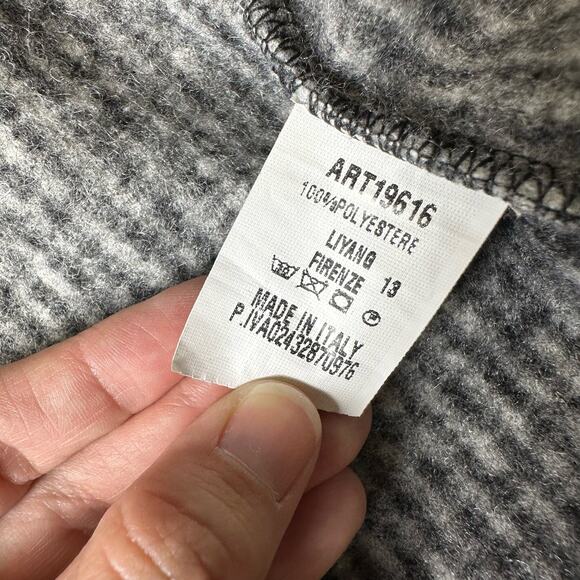 ART19616
100%POLYESTERE
LIYANG
FIRENZE 13
MADE IN ITALY
P.IVA02432870976